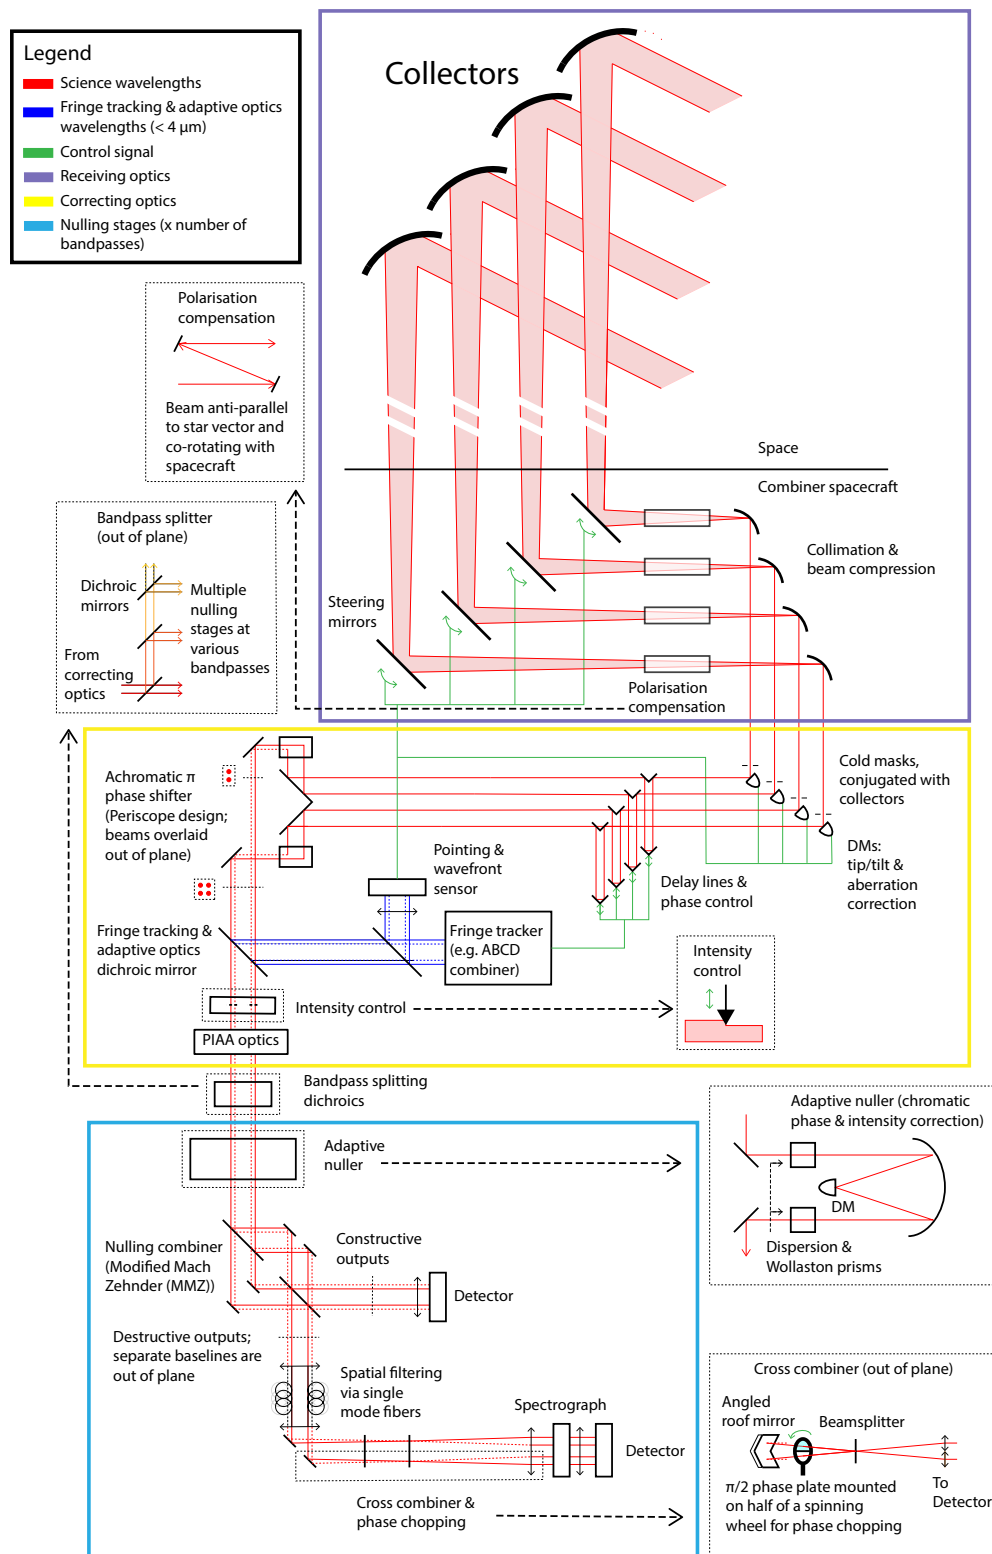 Legend
Science wavelengths
Fringe tracking & adaptive optics
wavelengths (< 4 μm)
Control signal
Receiving optics
Correcting optics
Nulling stages (x number of
bandpasses)
Collectors
Polarisation
compensation
Beam anti-parallel
to star vector and
co-rotating with
spacecraft
Space
Combiner spacecraft
Bandpass splitter
(out of plane)
Dichroic
mirrors
Multiple
nulling
stages at
various
bandpasses
From
correcting
optics
Steering
mirrors
Collimation &
beam compression
Polarisation
compensation
Achromatic π
phase shifter
(Periscope design;
beams overlaid
out of plane)
Cold masks,
conjugated with
collectors
DMs:
tip/tilt &
aberration
correction
Pointing &
wavefront
sensor
Delay lines &
phase control
Fringe tracking &
adaptive optics
dichroic mirror
Fringe tracker
(e.g. ABCD
combiner)
Intensity
control
Intensity control
PIAA optics
Bandpass splitting
dichroics
Adaptive
nuller
Adaptive nuller (chromatic
phase & intensity correction)
DM
Dispersion &
Wollaston prisms
Nulling combiner
(Modified Mach
Zehnder (MMZ))
Constructive
outputs
Detector
Destructive outputs;
separate baselines are
out of plane
Spatial filtering
via single
mode fibers
Spectrograph
Detector
Cross combiner &
phase chopping
Cross combiner (out of plane)
Angled
roof mirror
Beamsplitter
π/2 phase plate mounted
on half of a spinning
wheel for phase chopping
To
Detector